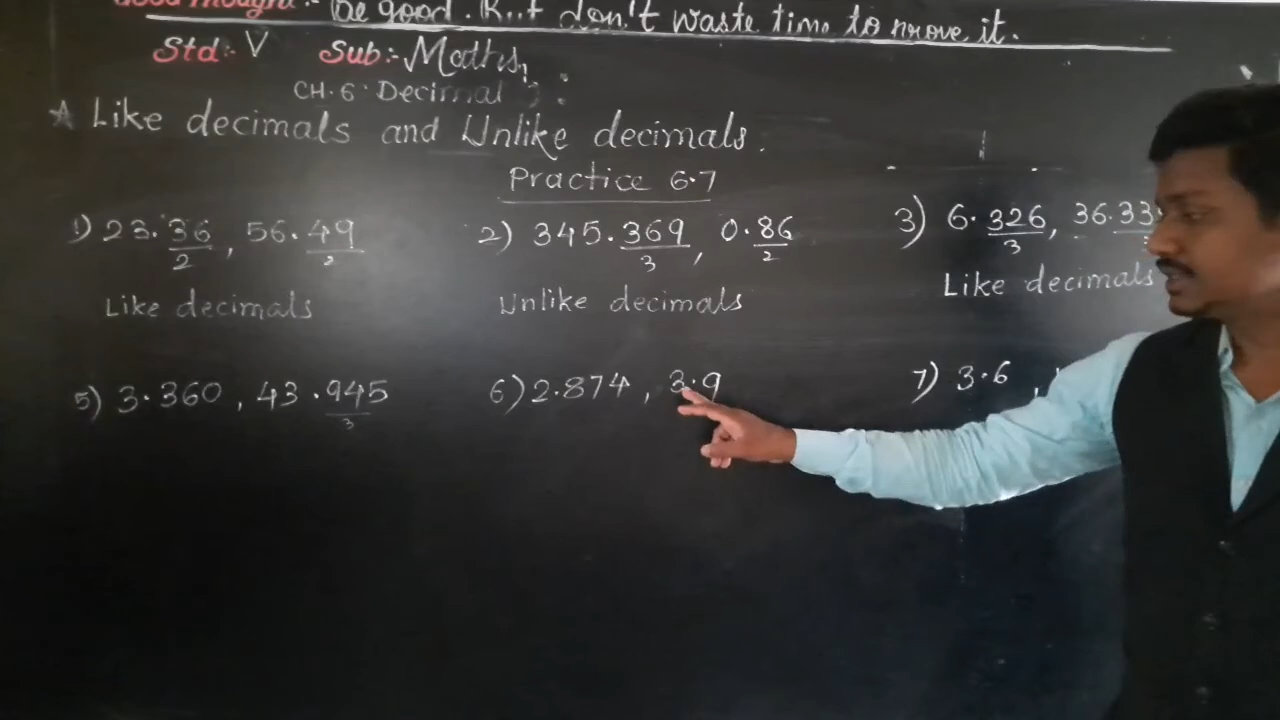 Good Thought :- Be good. But don't waste time to prove it.
Std:- V Sub:- Maths,
CH.6 Decimal
☆ Like decimals and Unlike decimals.
Practice 6.7
1) 23.36, 56.49 2) 345.369, 0.86 3) 6.326, 36.33
2 2 3 2 3
Like decimals Unlike decimals Like decimals
5) 3.360, 43.945 6) 2.874, 3.9 7) 3.6,
3